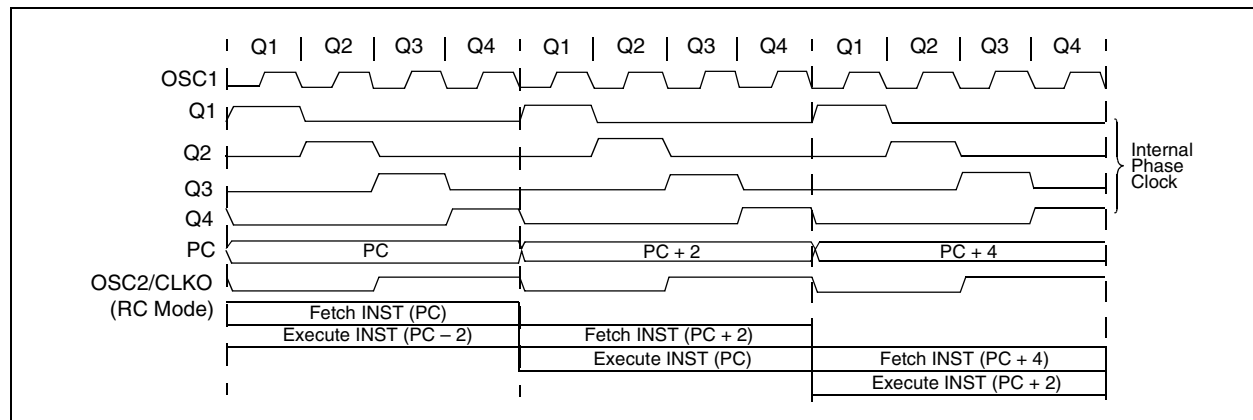 Q1 Q2 Q3 Q4 Q1 Q2 Q3 Q4 Q1 Q2 Q3 Q4
OSC1
Q1
Q2
Q3
Q4
Internal
Phase
Clock
PC PC PC + 2 PC + 4
OSC2/CLKO
(RC Mode)
Fetch INST (PC)
Execute INST (PC – 2) Fetch INST (PC + 2)
Execute INST (PC) Fetch INST (PC + 4)
Execute INST (PC + 2)